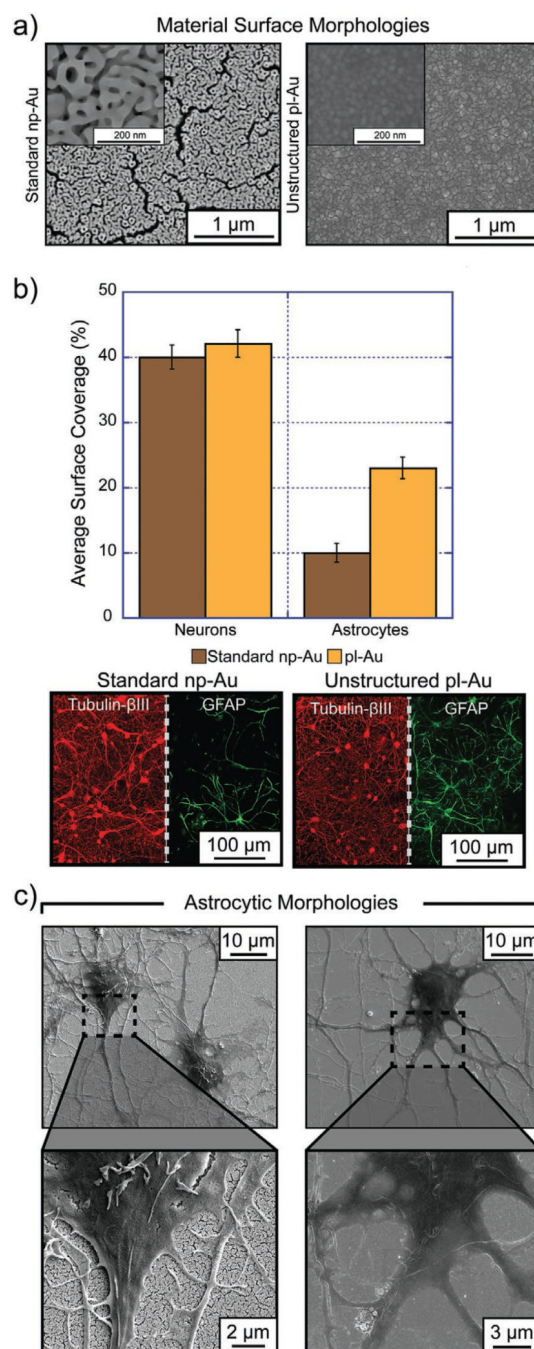 a)
Material Surface Morphologies
Standard np-Au
200 nm
1 µm
Unstructured pl-Au
200 nm
1 µm
b)
Average Surface Coverage (%)
50
40
30
20
10
0
Neurons
Astrocytes
Standard np-Au
pl-Au
Standard np-Au
Unstructured pl-Au
Tubulin-βIII
GFAP
100 µm
Tubulin-βIII
GFAP
100 µm
c)
Astrocytic Morphologies
10 µm
10 µm
2 µm
3 µm